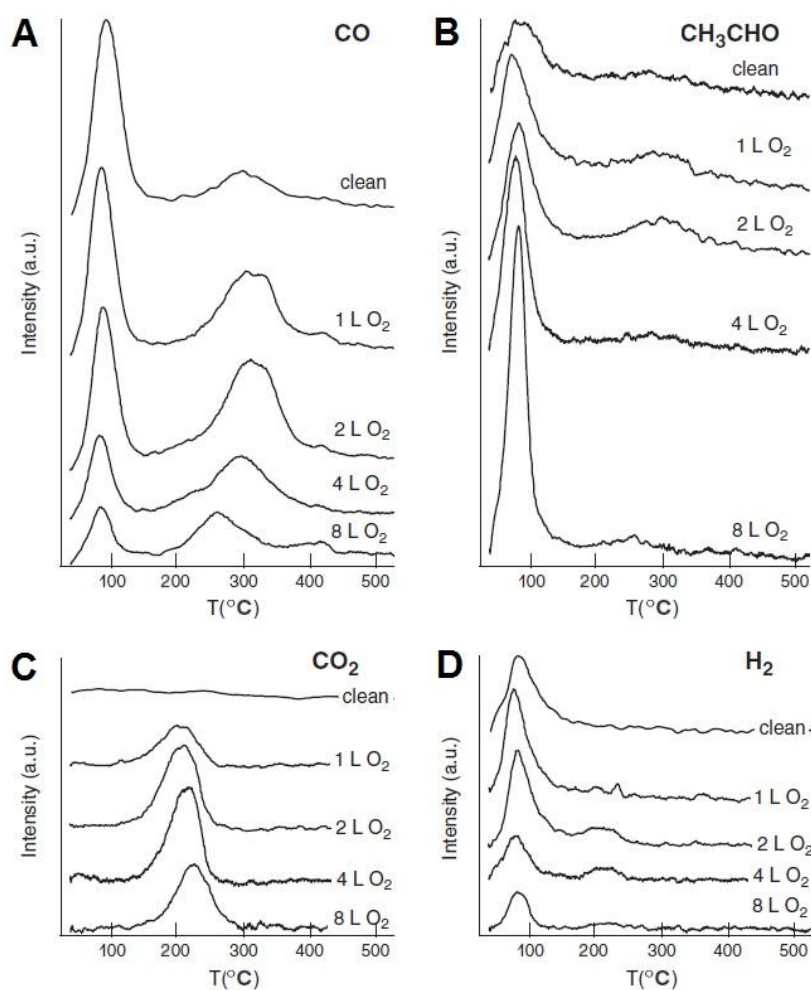 A
CO
clean
1 L O₂
2 L O₂
4 L O₂
8 L O₂
Intensity (a.u.)
100 200 300 400 500
T(°C)
B
CH₃CHO
clean
1 L O₂
2 L O₂
4 L O₂
8 L O₂
Intensity (a.u.)
100 200 300 400 500
T(°C)
C
CO₂
clean
1 L O₂
2 L O₂
4 L O₂
8 L O₂
Intensity (a.u.)
100 200 300 400 500
T(°C)
D
H₂
clean
1 L O₂
2 L O₂
4 L O₂
8 L O₂
Intensity (a.u.)
100 200 300 400 500
T(°C)